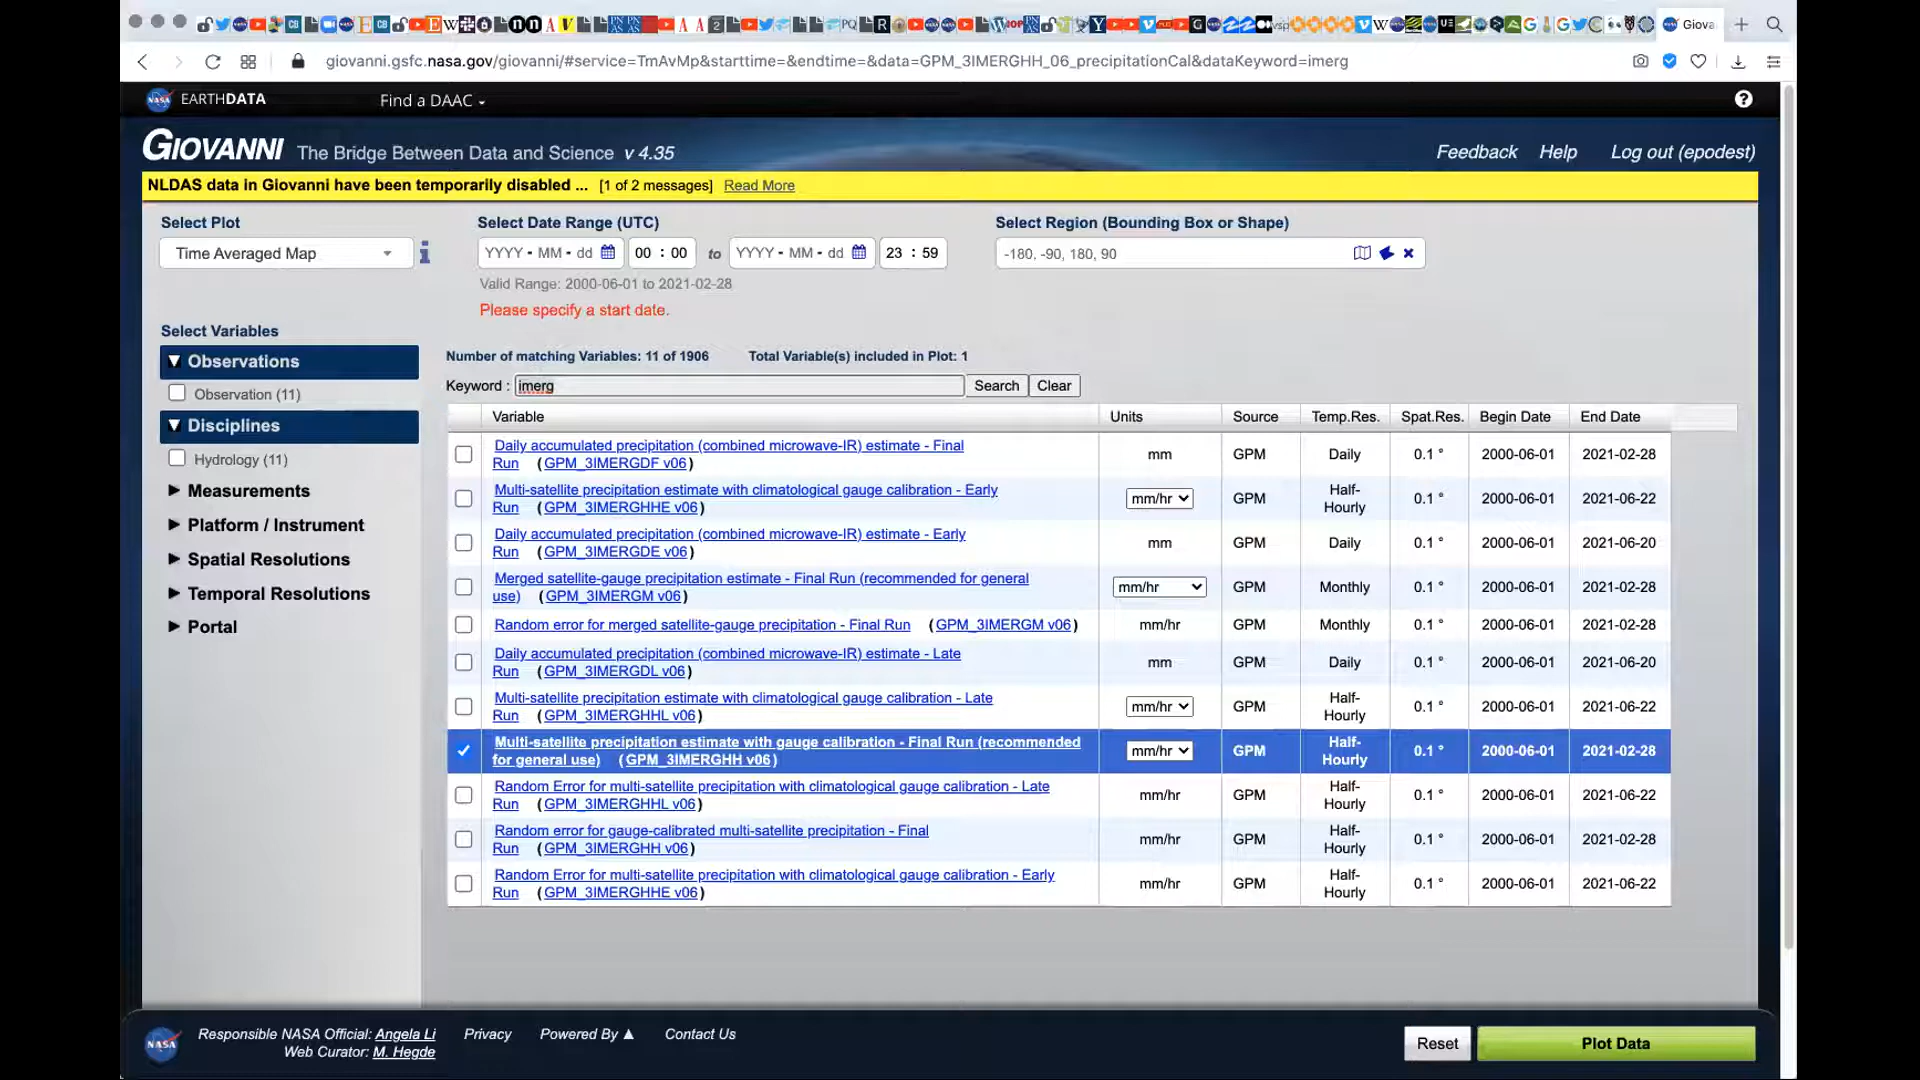 Giova
giovanni.gsfc.nasa.gov/giovanni/#service=TmAvMp&starttime=&endtime=&data=GPM_3IMERGHH_06_precipitationCal&dataKeyword=imerg
NASA EARTHDATA Find a DAAC
GIOVANNI The Bridge Between Data and Science v 4.35 Feedback Help Log out (epodest)
NLDAS data in Giovanni have been temporarily disabled ... [1 of 2 messages] Read More
Select Plot Select Date Range (UTC) Select Region (Bounding Box or Shape)
Time Averaged Map YYYY - MM - dd 00 : 00 to YYYY - MM - dd 23 : 59 -180, -90, 180, 90
Valid Range: 2000-06-01 to 2021-02-28
Please specify a start date.
Select Variables
Observations
Observation (11)
Disciplines
Hydrology (11)
Measurements
Platform / Instrument
Spatial Resolutions
Temporal Resolutions
Portal
Number of matching Variables: 11 of 1906 Total Variable(s) included in Plot: 1
Keyword : imerg Search Clear
Variable Units Source Temp.Res. Spat.Res. Begin Date End Date
Daily accumulated precipitation (combined microwave-IR) estimate - Final
Run (GPM_3IMERGDF v06) mm GPM Daily 0.1 ° 2000-06-01 2021-02-28
Multi-satellite precipitation estimate with climatological gauge calibration - Early
Run (GPM_3IMERGHHE v06) mm/hr GPM Half-Hourly 0.1 ° 2000-06-01 2021-06-22
Daily accumulated precipitation (combined microwave-IR) estimate - Early
Run (GPM_3IMERGDE v06) mm GPM Daily 0.1 ° 2000-06-01 2021-06-20
Merged satellite-gauge precipitation estimate - Final Run (recommended for general
use) (GPM_3IMERGM v06) mm/hr GPM Monthly 0.1 ° 2000-06-01 2021-02-28
Random error for merged satellite-gauge precipitation - Final Run (GPM_3IMERGM v06) mm/hr GPM Monthly 0.1 ° 2000-06-01 2021-02-28
Daily accumulated precipitation (combined microwave-IR) estimate - Late
Run (GPM_3IMERGDL v06) mm GPM Daily 0.1 ° 2000-06-01 2021-06-20
Multi-satellite precipitation estimate with climatological gauge calibration - Late
Run (GPM_3IMERGHHL v06) mm/hr GPM Half-Hourly 0.1 ° 2000-06-01 2021-06-22
Multi-satellite precipitation estimate with gauge calibration - Final Run (recommended
for general use) (GPM_3IMERGHH v06) mm/hr GPM Half-Hourly 0.1 ° 2000-06-01 2021-02-28
Random Error for multi-satellite precipitation with climatological gauge calibration - Late
Run (GPM_3IMERGHHL v06) mm/hr GPM Half-Hourly 0.1 ° 2000-06-01 2021-06-22
Random error for gauge-calibrated multi-satellite precipitation - Final
Run (GPM_3IMERGHH v06) mm/hr GPM Half-Hourly 0.1 ° 2000-06-01 2021-02-28
Random Error for multi-satellite precipitation with climatological gauge calibration - Early
Run (GPM_3IMERGHHE v06) mm/hr GPM Half-Hourly 0.1 ° 2000-06-01 2021-06-22
NASA Responsible NASA Official: Angela Li Privacy Powered By ▲ Contact Us
Web Curator: M. Hegde
Reset Plot Data